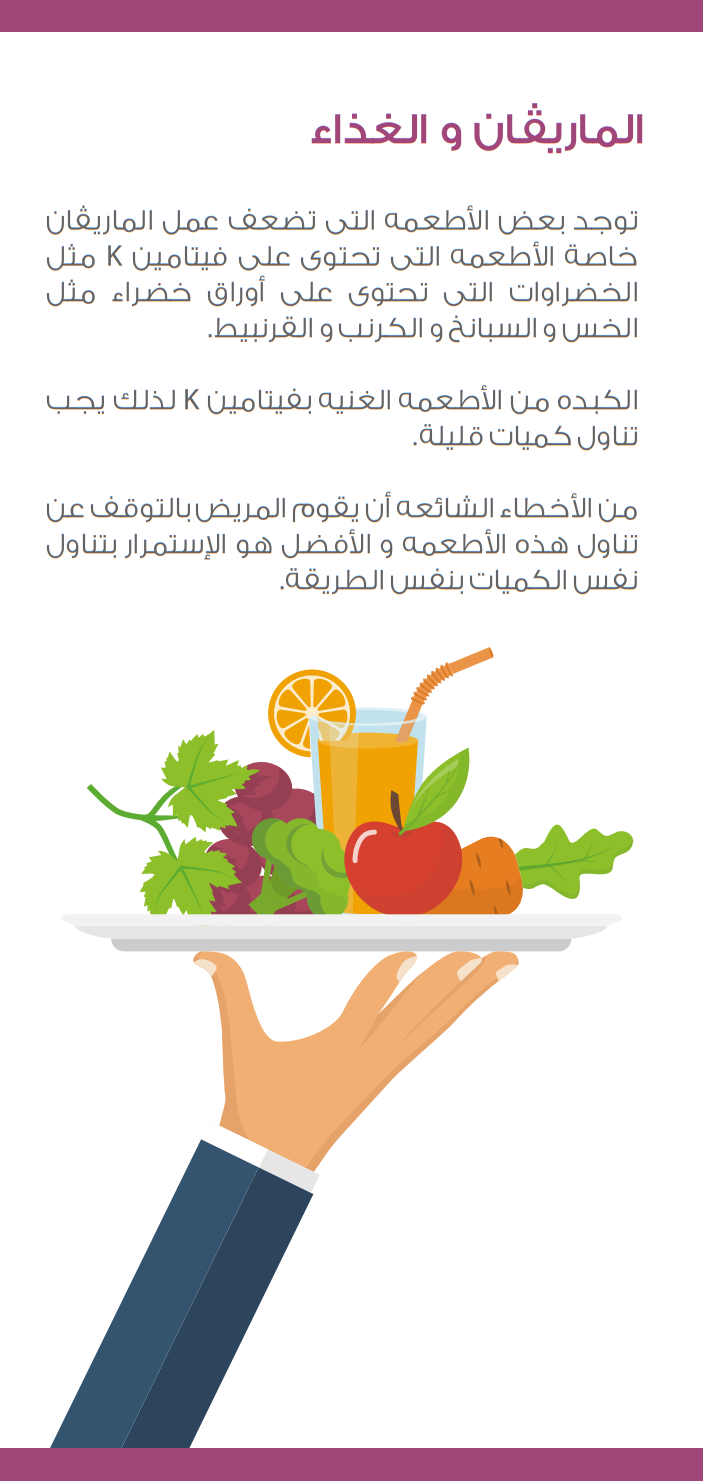 الماريڤان و الغذاء
توجد بعض الأطعمه التى تضعف عمل الماريڤان
خاصة الأطعمه التى تحتوى على فيتامين K مثل
الخضراوات التى تحتوى على أوراق خضراء مثل
الخس و السبانخ و الكرنب و القرنبيط.
الكبده من الأطعمه الغنيه بفيتامين K لذلك يجب
تناول كميات قليلة.
من الأخطاء الشائعه أن يقوم المريض بالتوقف عن
تناول هذه الأطعمه و الأفضل هو الإستمرار بتناول
نفس الكميات بنفس الطريقة.